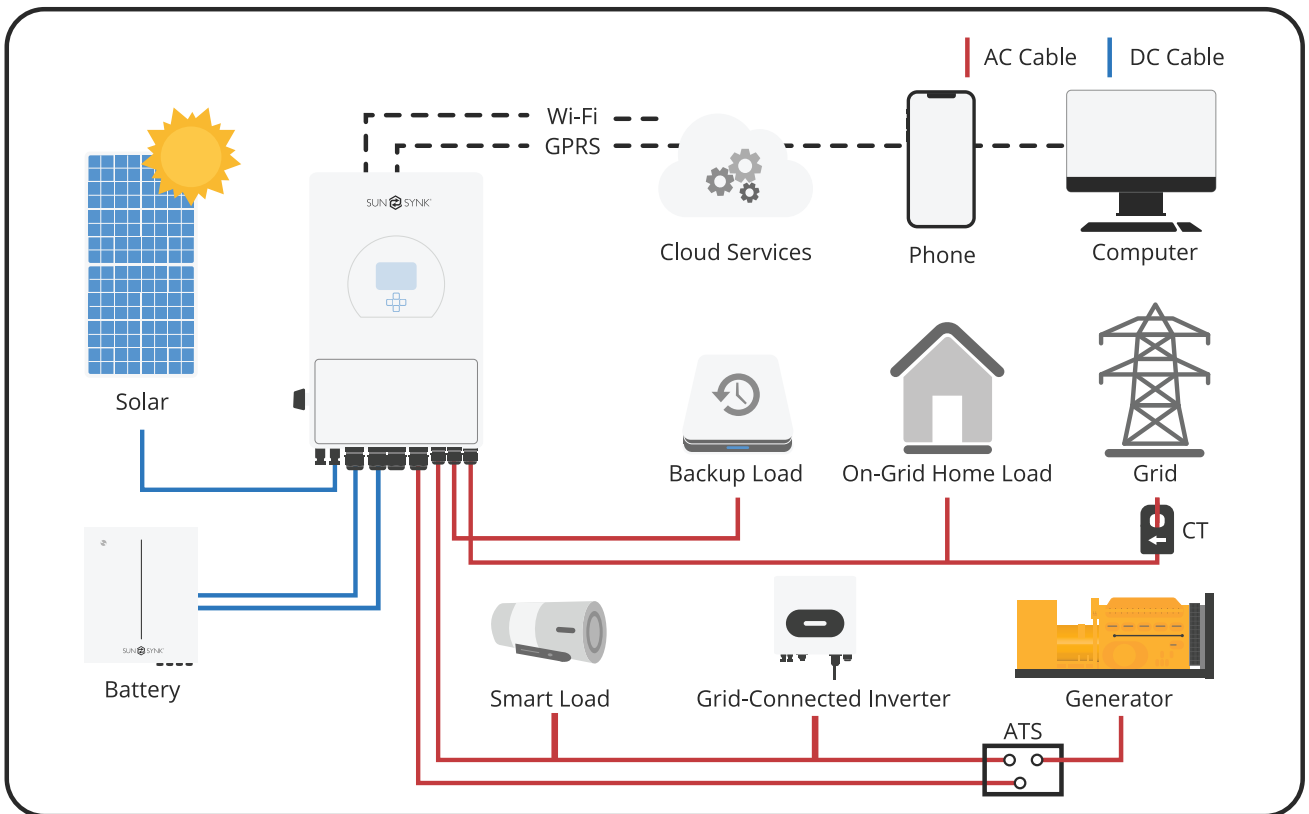 AC Cable
DC Cable
Wi-Fi
GPRS
SUN SYNK
Cloud Services
Phone
Computer
Solar
Backup Load
On-Grid Home Load
Grid
CT
SUN SYNK
Battery
Smart Load
Grid-Connected Inverter
Generator
ATS